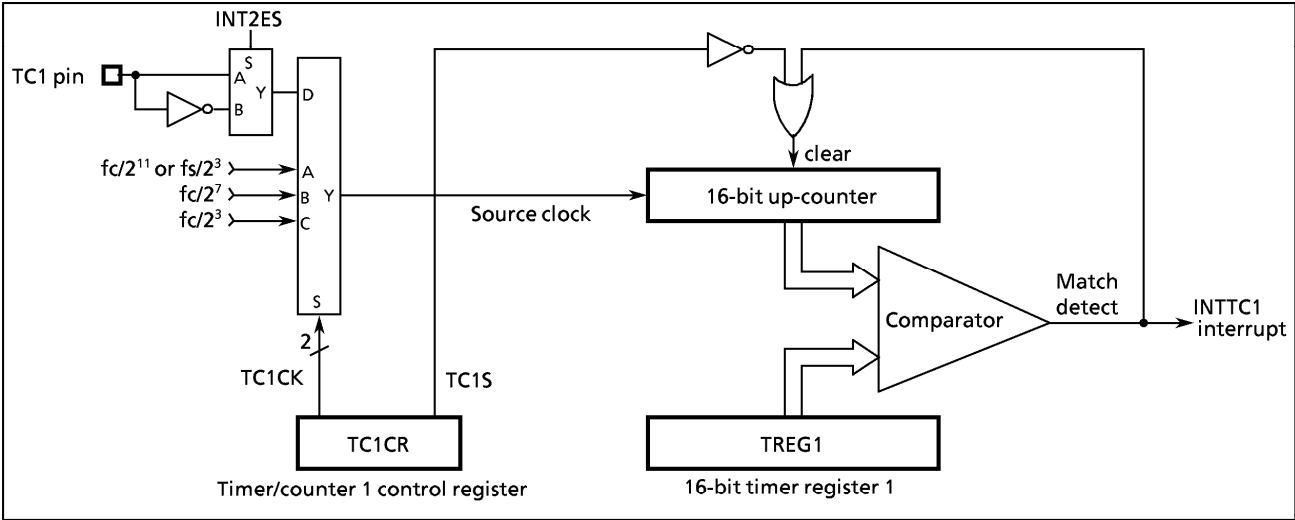 INT2ES
TC1 pin
S
A
Y
B
D
fc/2¹¹ or fs/2³
A
fc/2⁷
B
Y
fc/2³
C
S
2
TC1CK
TC1S
Source clock
clear
16-bit up-counter
Comparator
Match
detect
INTTC1
interrupt
TC1CR
Timer/counter 1 control register
TREG1
16-bit timer register 1